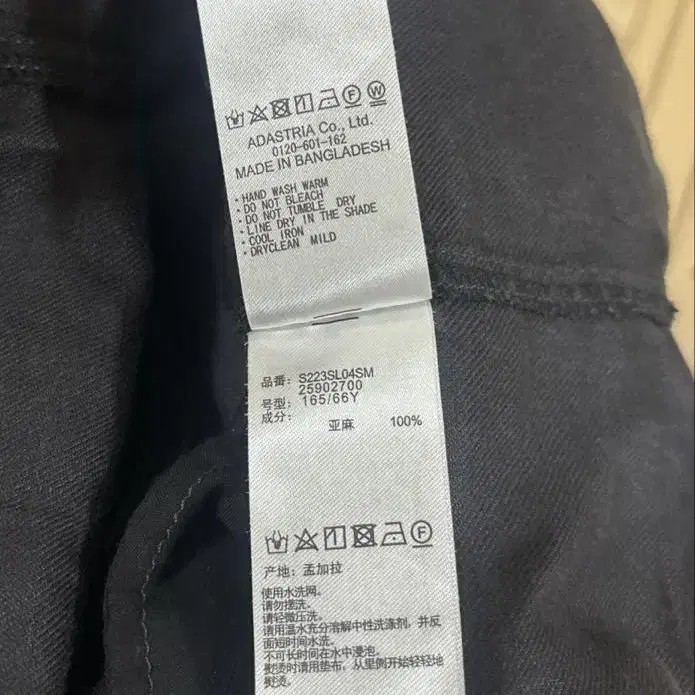 ADASTRIA Co., Ltd.
0120-601-162
MADE IN BANGLADESH
・HAND WASH WARM
・DO NOT BLEACH
・DO NOT TUMBLE DRY
・LINE DRY IN THE SHADE
・COOL IRON
・DRYCLEAN MILD
品番: S223SL04SM
25902700
号型: 165/66Y
成分:
亚麻 100%
产地: 孟加拉
使用水洗网。
请勿搓洗。
请轻微压洗。
请用温水充分溶解中性洗涤剂，并反
面短时间水洗。
不可长时间在水中浸泡。
熨烫时请用垫布，从里侧开始轻轻地
熨烫。